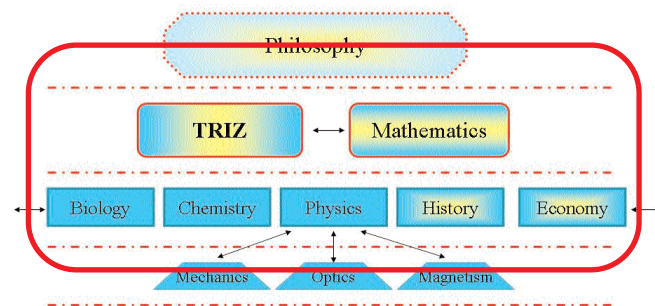 Philosophy
TRIZ
Mathematics
Biology
Chemistry
Physics
History
Economy
Mechanics
Optics
Magnetism